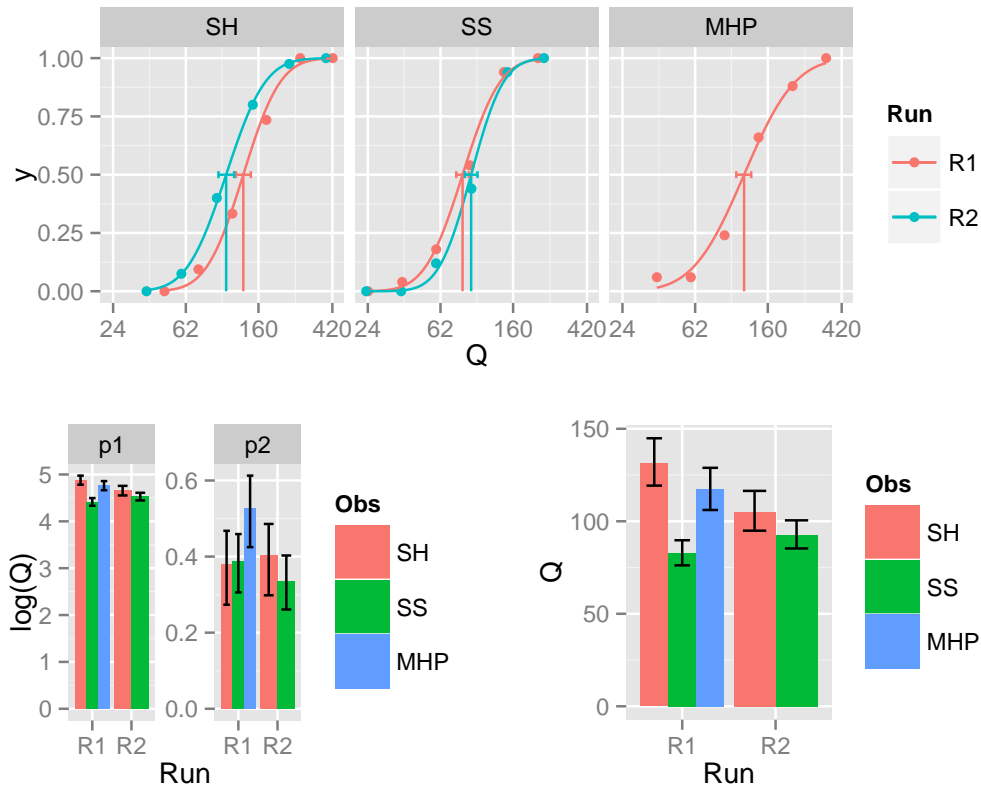 SH SS MHP
1.00
0.75
0.50
0.25
0.00
y
24 62 160 420 24 62 160 420 24 62 160 420
Q
Run
R1
R2
p1 p2
5
4
3
2
1
0
log(Q)
0.6
0.4
0.2
0.0
R1 R2 R1 R2
Run
Obs
SH
SS
MHP
150
100
50
0
Q
R1 R2
Run
Obs
SH
SS
MHP